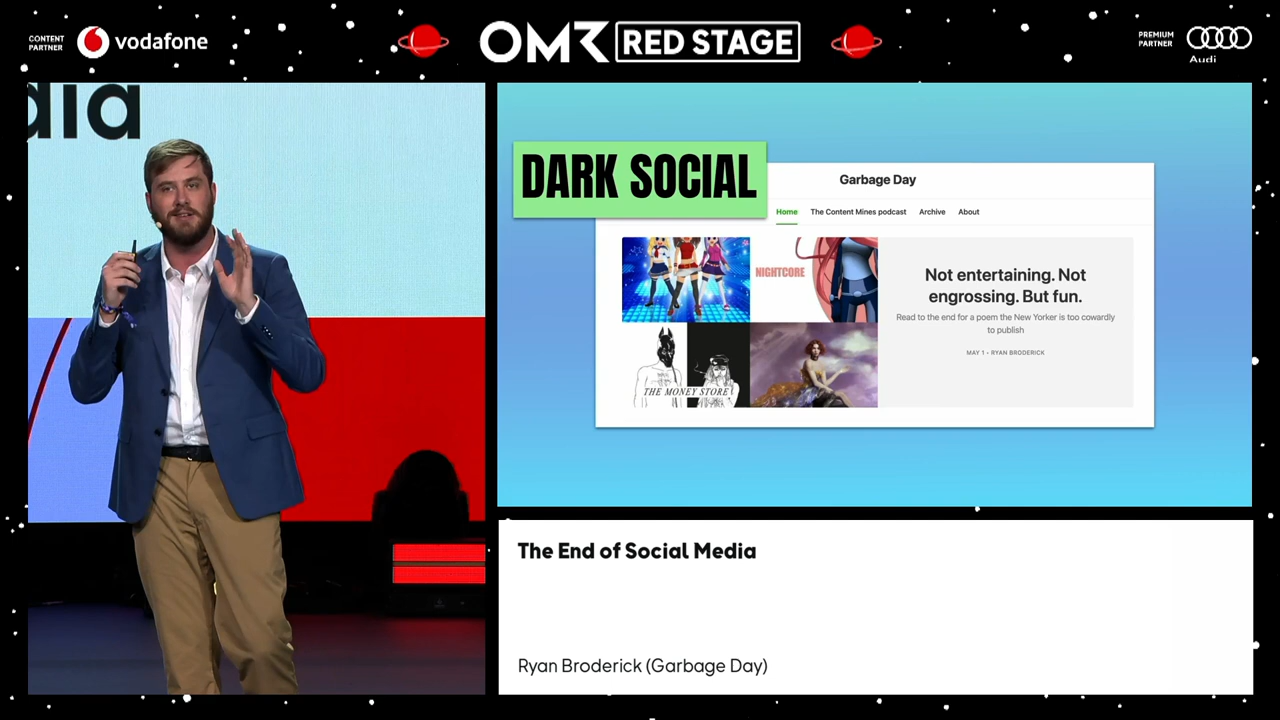 CONTENT
PARTNER
vodafone
OMR RED STAGE
PREMIUM
PARTNER
Audi
dia
DARK SOCIAL
Garbage Day
Home The Content Mines podcast Archive About
NIGHTCORE
THE MONEY STORE
Not entertaining. Not
engrossing. But fun.
Read to the end for a poem the New Yorker is too cowardly
to publish
MAY 1 • RYAN BRODERICK
The End of Social Media
Ryan Broderick (Garbage Day)